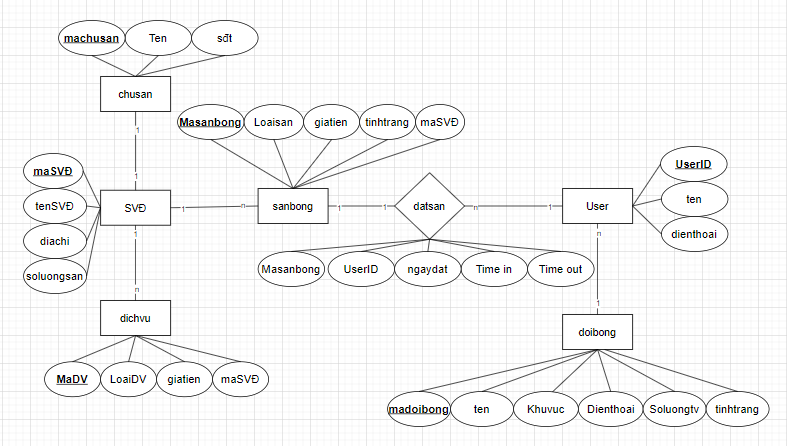 machusan Ten sđt
chusan
1
1
Masanbong Loaisan giatien tinhtrang maSVĐ
maSVĐ
tenSVĐ
diachi
soluongsan
SVĐ
1 n
sanbong
1 1
datsan
n 1
User
UserID
ten
dienthoai
Masanbong UserID ngaydat Time in Time out
1
n
dichvu
MaDV LoaiDV giatien maSVĐ
n
1
doibong
madoibong ten Khuvuc Dienthoai Soluongtv tinhtrang